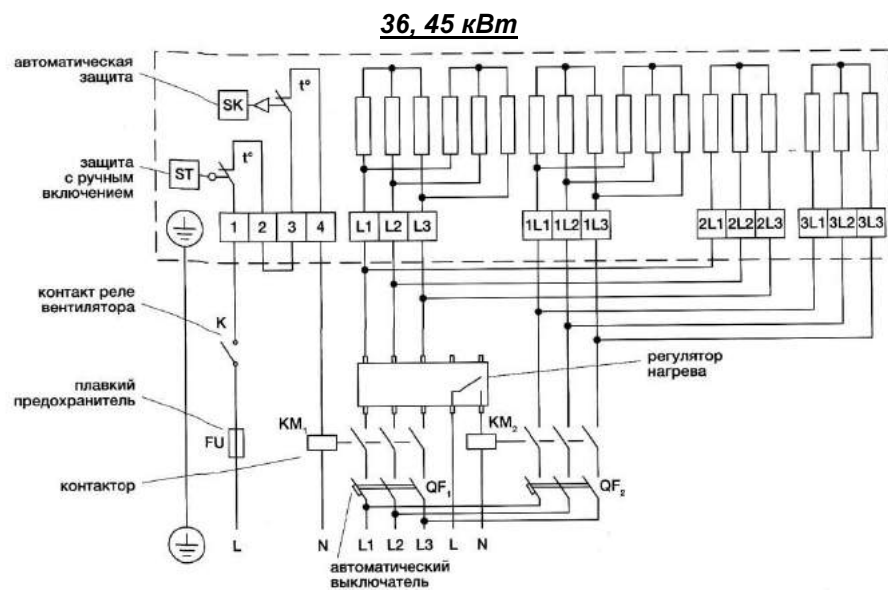 36, 45 кВт
автоматическая
защита
SK
t°
защита
с ручным
включением
ST
t°
1 2 3 4
L1 L2 L3
1L1 1L2 1L3
2L1 2L2 2L3
3L1 3L2 3L3
контакт реле
вентилятора
K
регулятор
нагрева
плавкий
предохранитель
FU
KM1
KM2
контактор
QF1
QF2
L N L1 L2 L3 L N
автоматический
выключатель